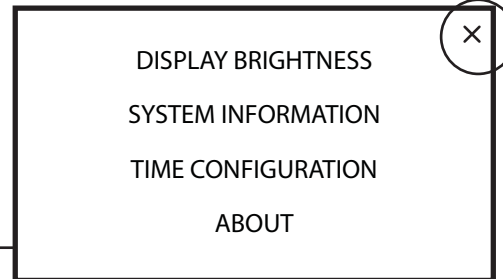 DISPLAY BRIGHTNESS
SYSTEM INFORMATION
TIME CONFIGURATION
ABOUT